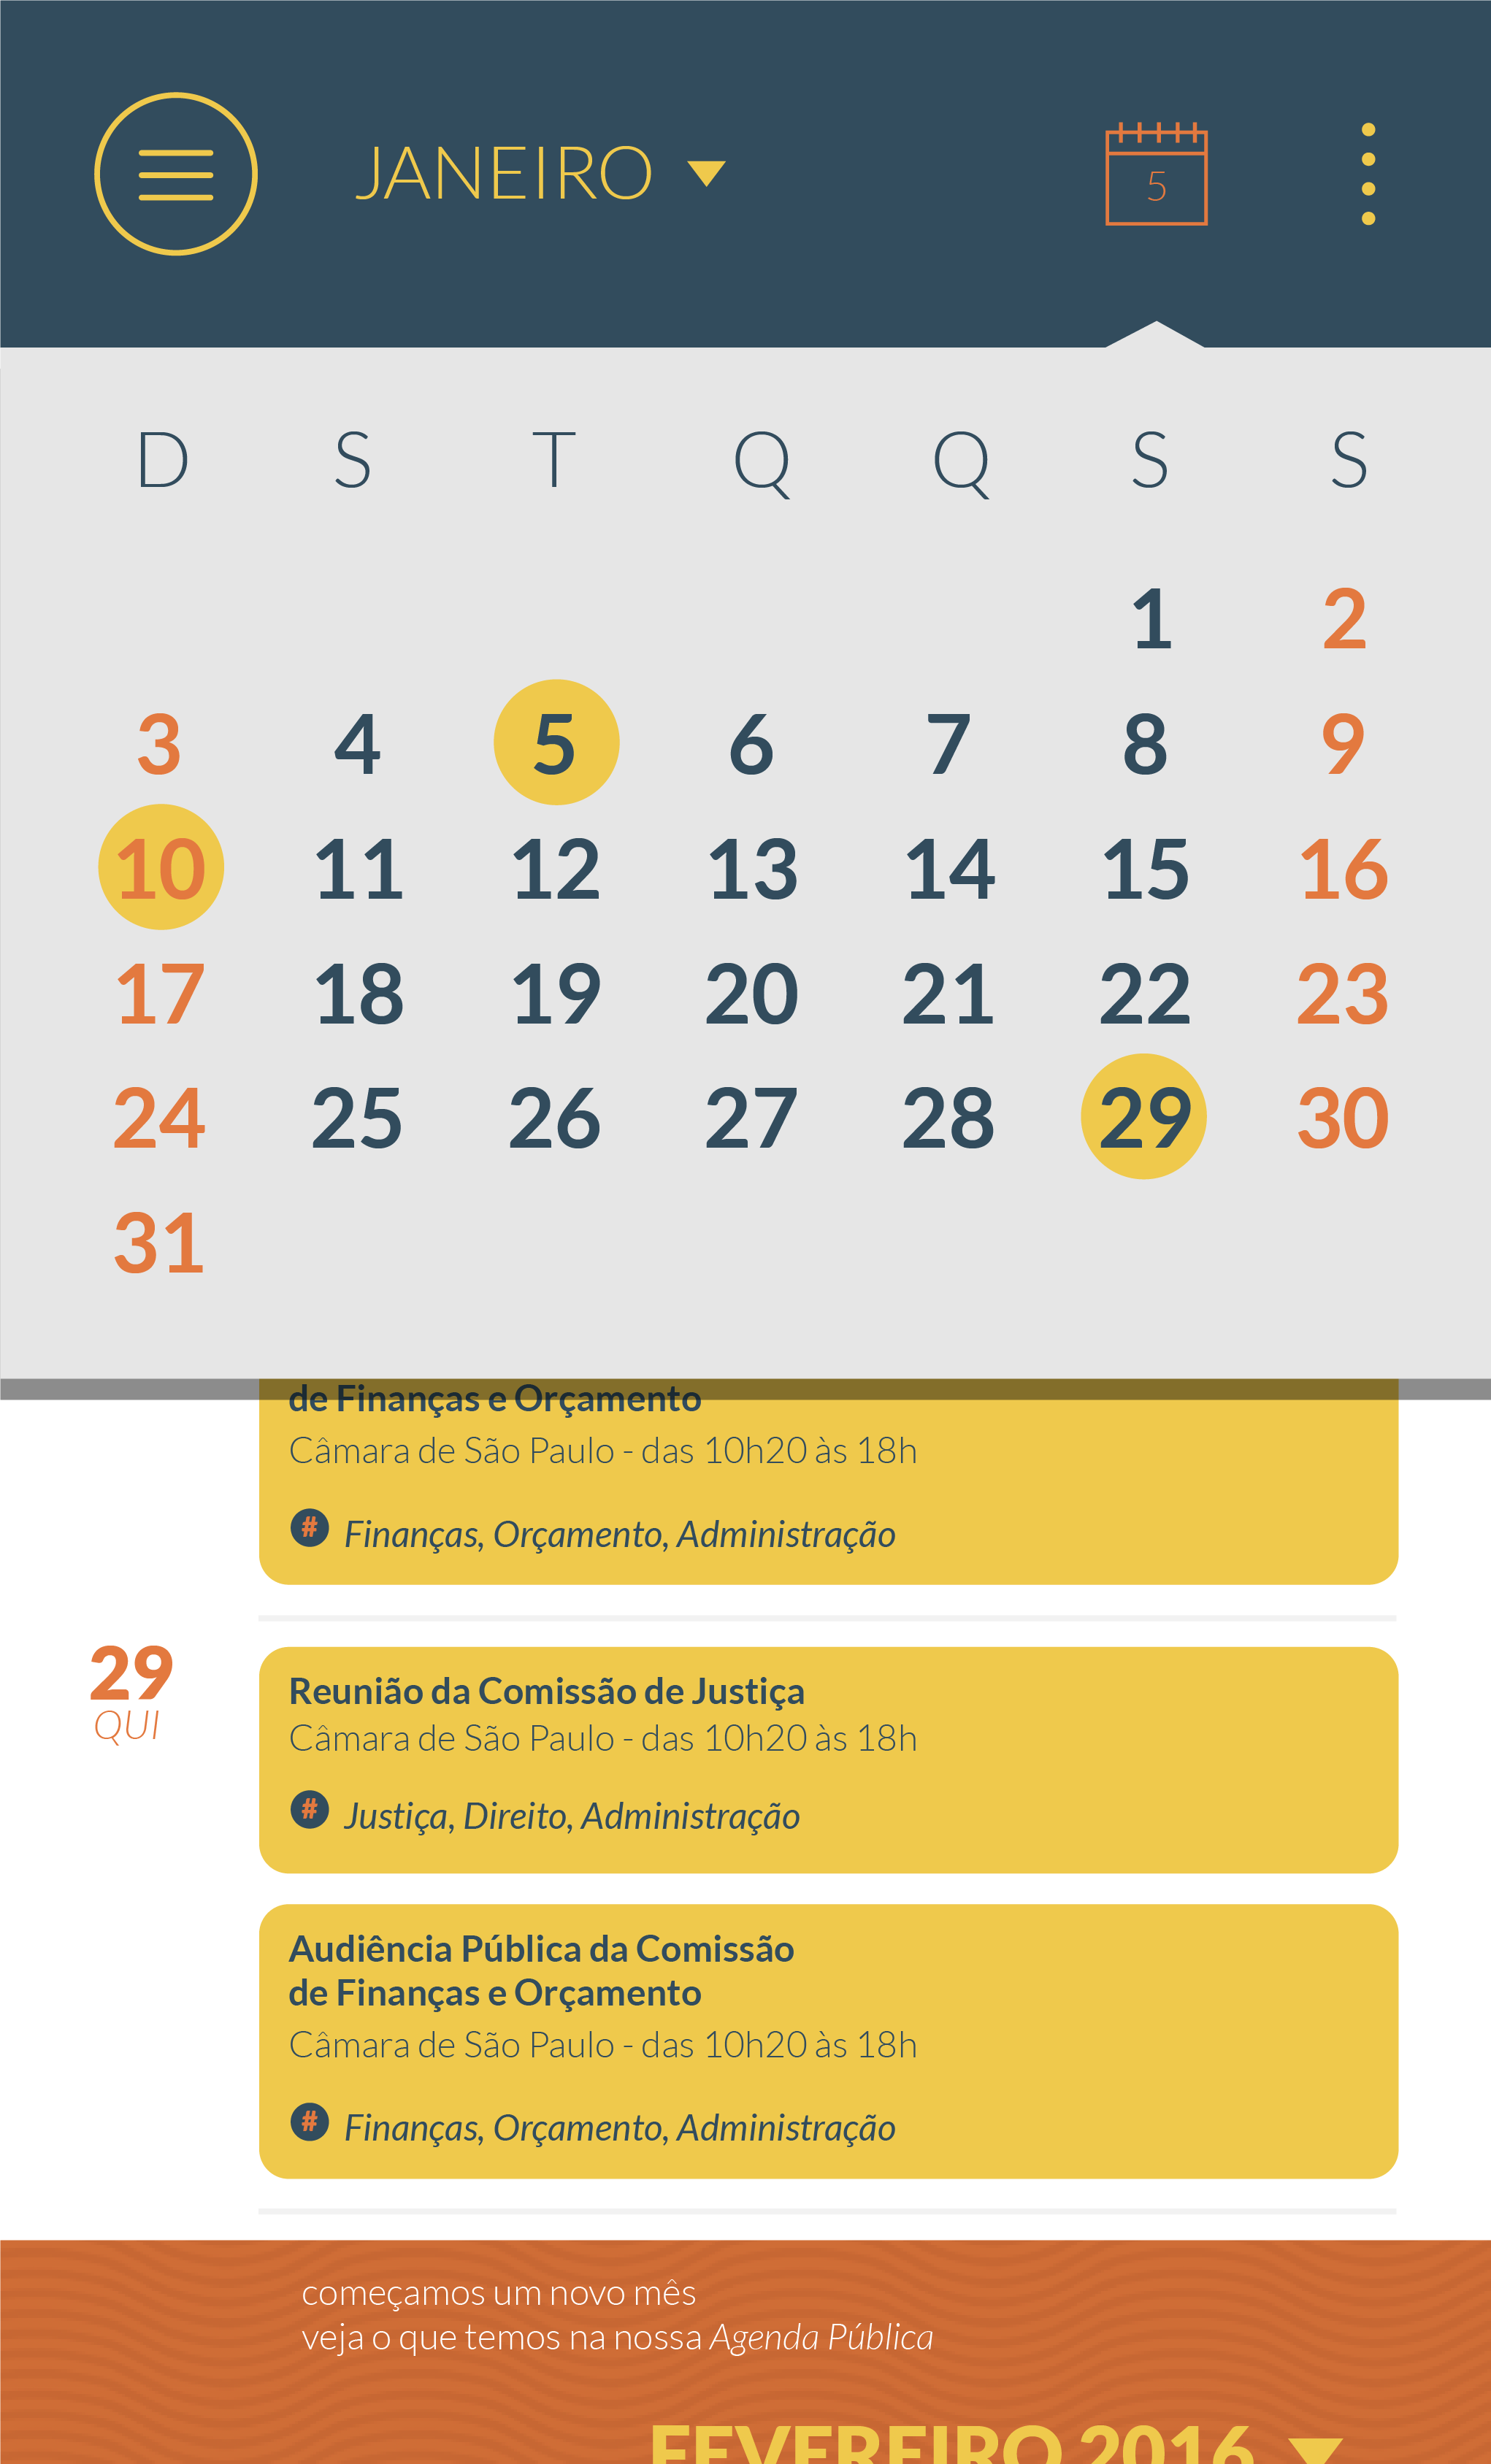 JANEIRO
5
D S T Q Q S S
1 2
3 4 5 6 7 8 9
10 11 12 13 14 15 16
17 18 19 20 21 22 23
24 25 26 27 28 29 30
31
de Finanças e Orçamento
Câmara de São Paulo - das 10h20 às 18h
# Finanças, Orçamento, Administração
29
QUI
Reunião da Comissão de Justiça
Câmara de São Paulo - das 10h20 às 18h
# Justiça, Direito, Administração
Audiência Pública da Comissão
de Finanças e Orçamento
Câmara de São Paulo - das 10h20 às 18h
# Finanças, Orçamento, Administração
começamos um novo mês
veja o que temos na nossa Agenda Pública
FEVEREIRO 2016